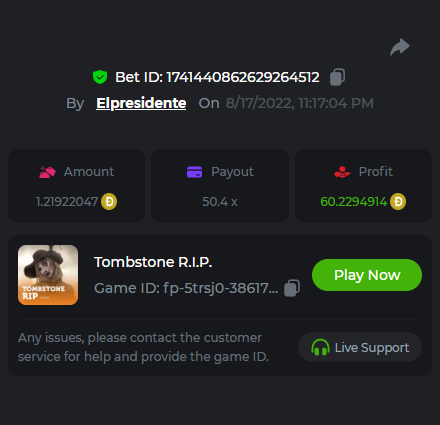 Bet ID: 1741440862629264512
By Elpresidente On 8/17/2022, 11:17:04 PM
Amount Payout Profit
1.21922047 50.4 x 60.2294914
TOMBSTONE
RIP
Tombstone R.I.P.
Game ID: fp-5trsj0-38617...
Play Now
Any issues, please contact the customer
service for help and provide the game ID.
Live Support